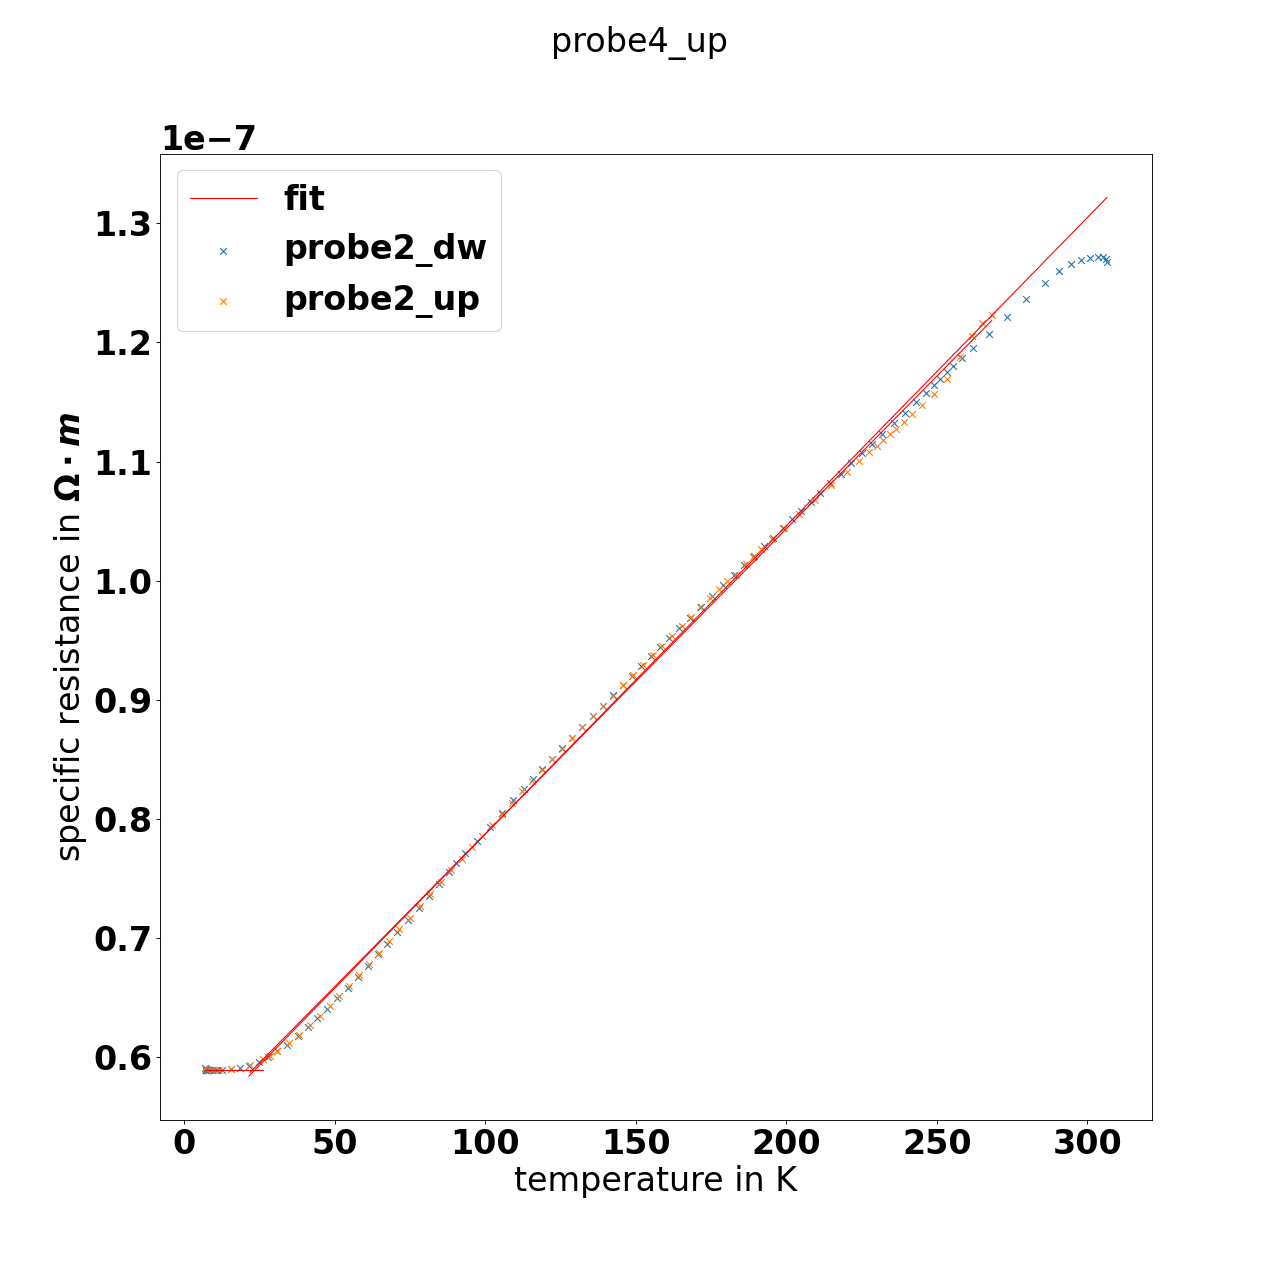 probe4_up
1e−7
fit
probe2_dw
probe2_up
1.3
1.2
1.1
1.0
0.9
0.8
0.7
0.6
specific resistance in Ω · m
0 50 100 150 200 250 300
temperature in K